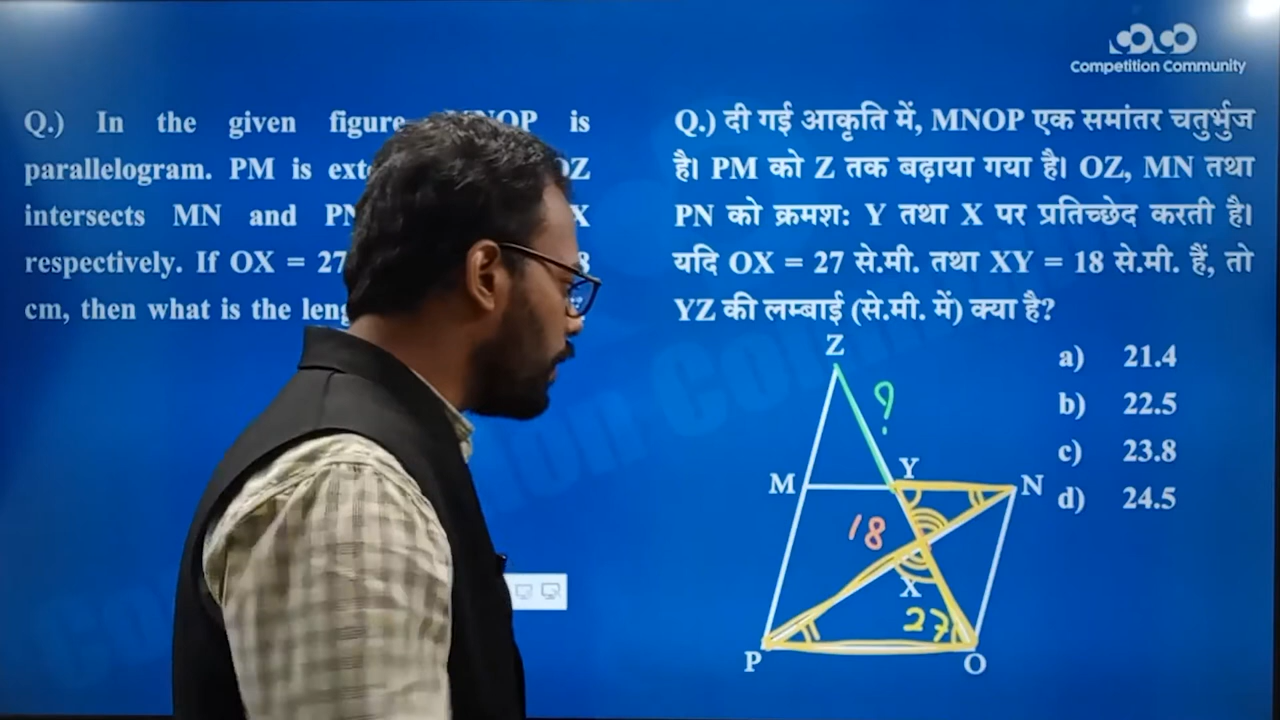 Competition Community
Q.) In the given figure MNOP is
parallelogram. PM is
OZ
intersects MN and
X
respectively. If OX = 27
cm, then what is the
Q.) दी गई आकृति में, MNOP एक समांतर चतुर्भुज
है। PM को Z तक बढ़ाया गया है। OZ, MN तथा
PN को क्रमश: Y तथा X पर प्रतिच्छेद करती है।
यदि OX = 27 से.मी. तथा XY = 18 से.मी. हैं, तो
YZ की लम्बाई (से.मी. में) क्या है?
a) 21.4
b) 22.5
c) 23.8
d) 24.5
Z
?
M
Y
N
18
X
27
P
O